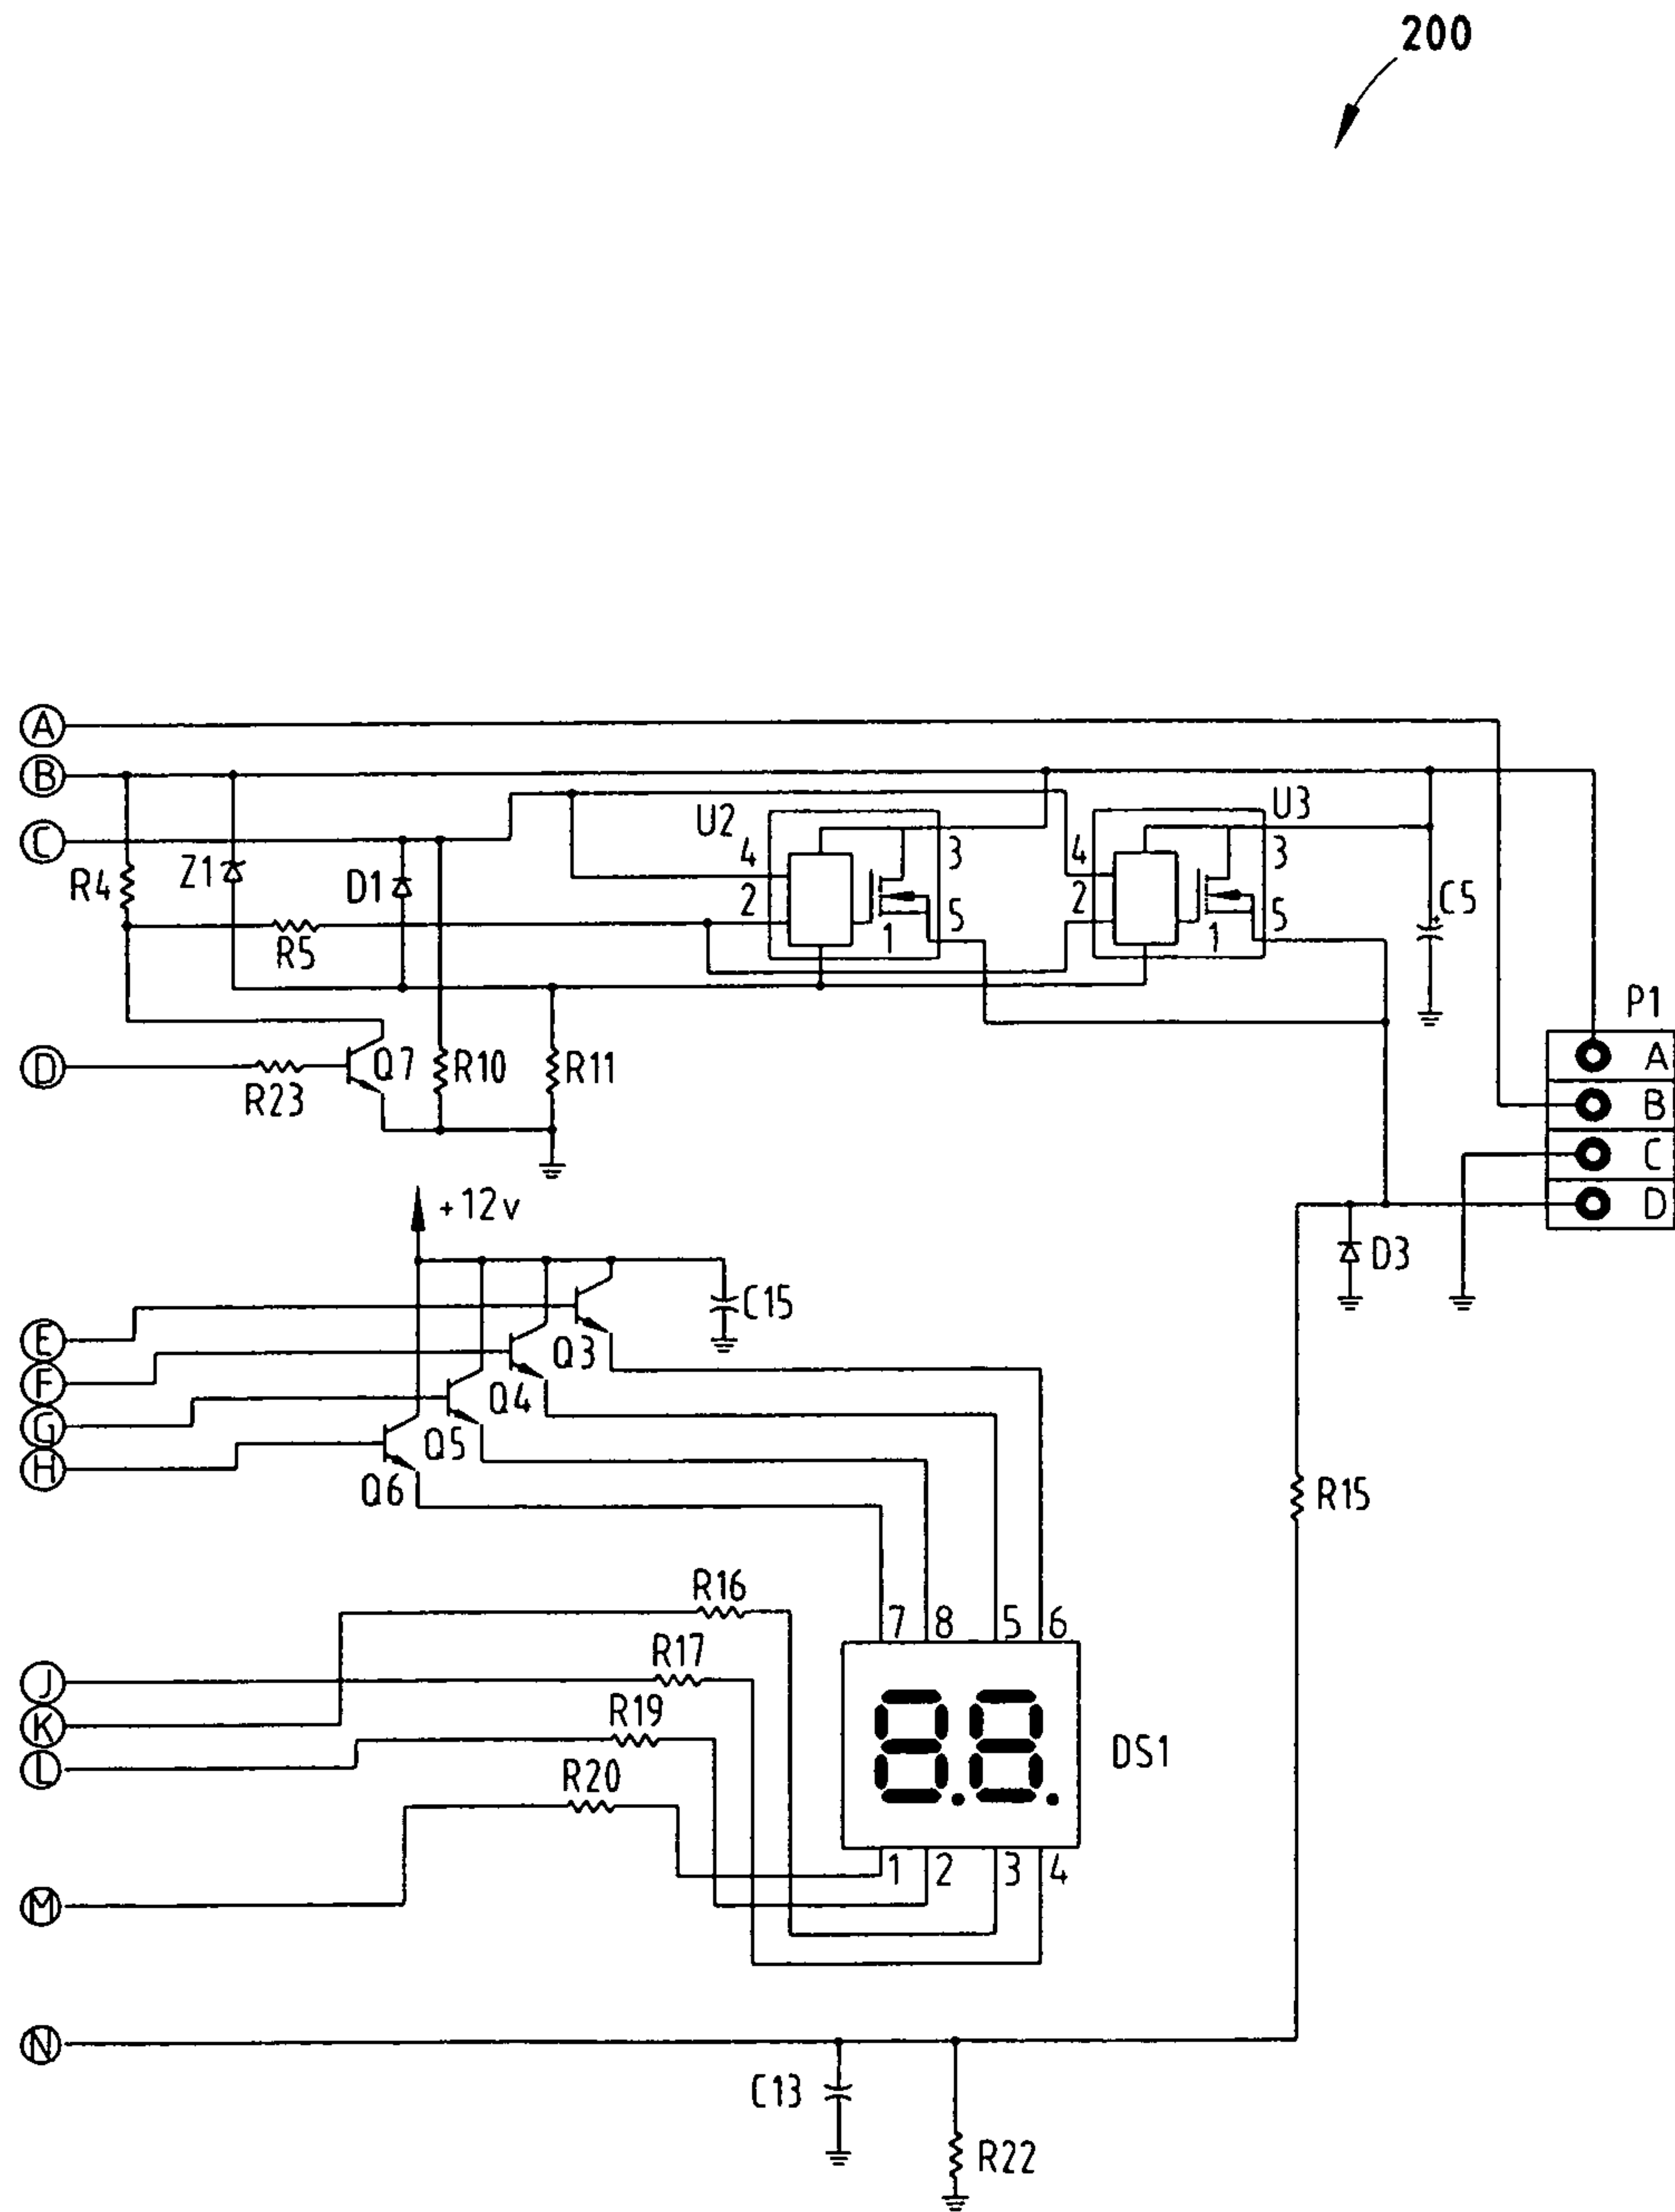 200
A
B
C
D
R4
Z1
D1
R5
R23
Q7
R10
R11
U2
4
2
3
5
1
U3
4
2
3
5
1
C5
P1
A
B
C
D
+12v
D3
C15
E
F
G
H
Q3
Q4
Q5
Q6
R15
R16
R17
R19
R20
J
K
L
M
7 8 5 6
8.8.
DS1
1 2 3 4
N
C13
R22